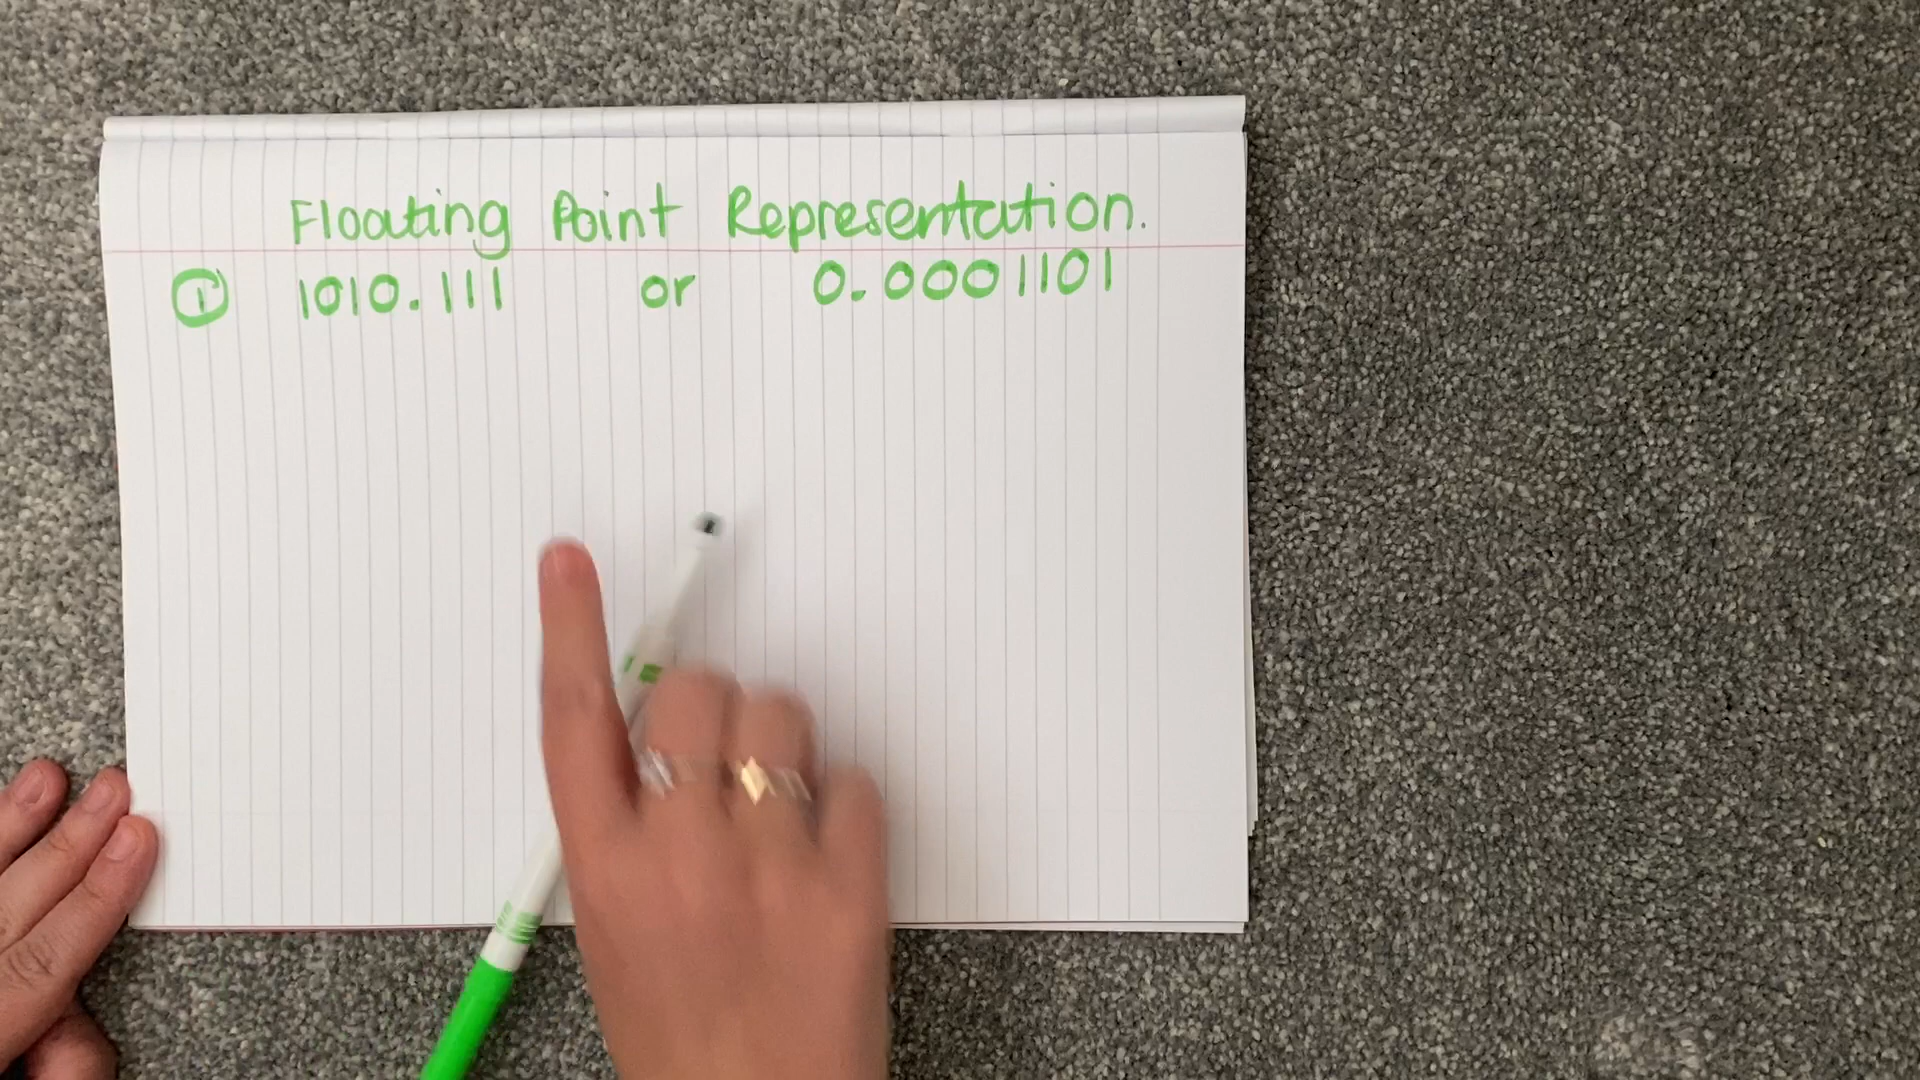 Floating Point Representation.
① 1010.111 or 0.0001101